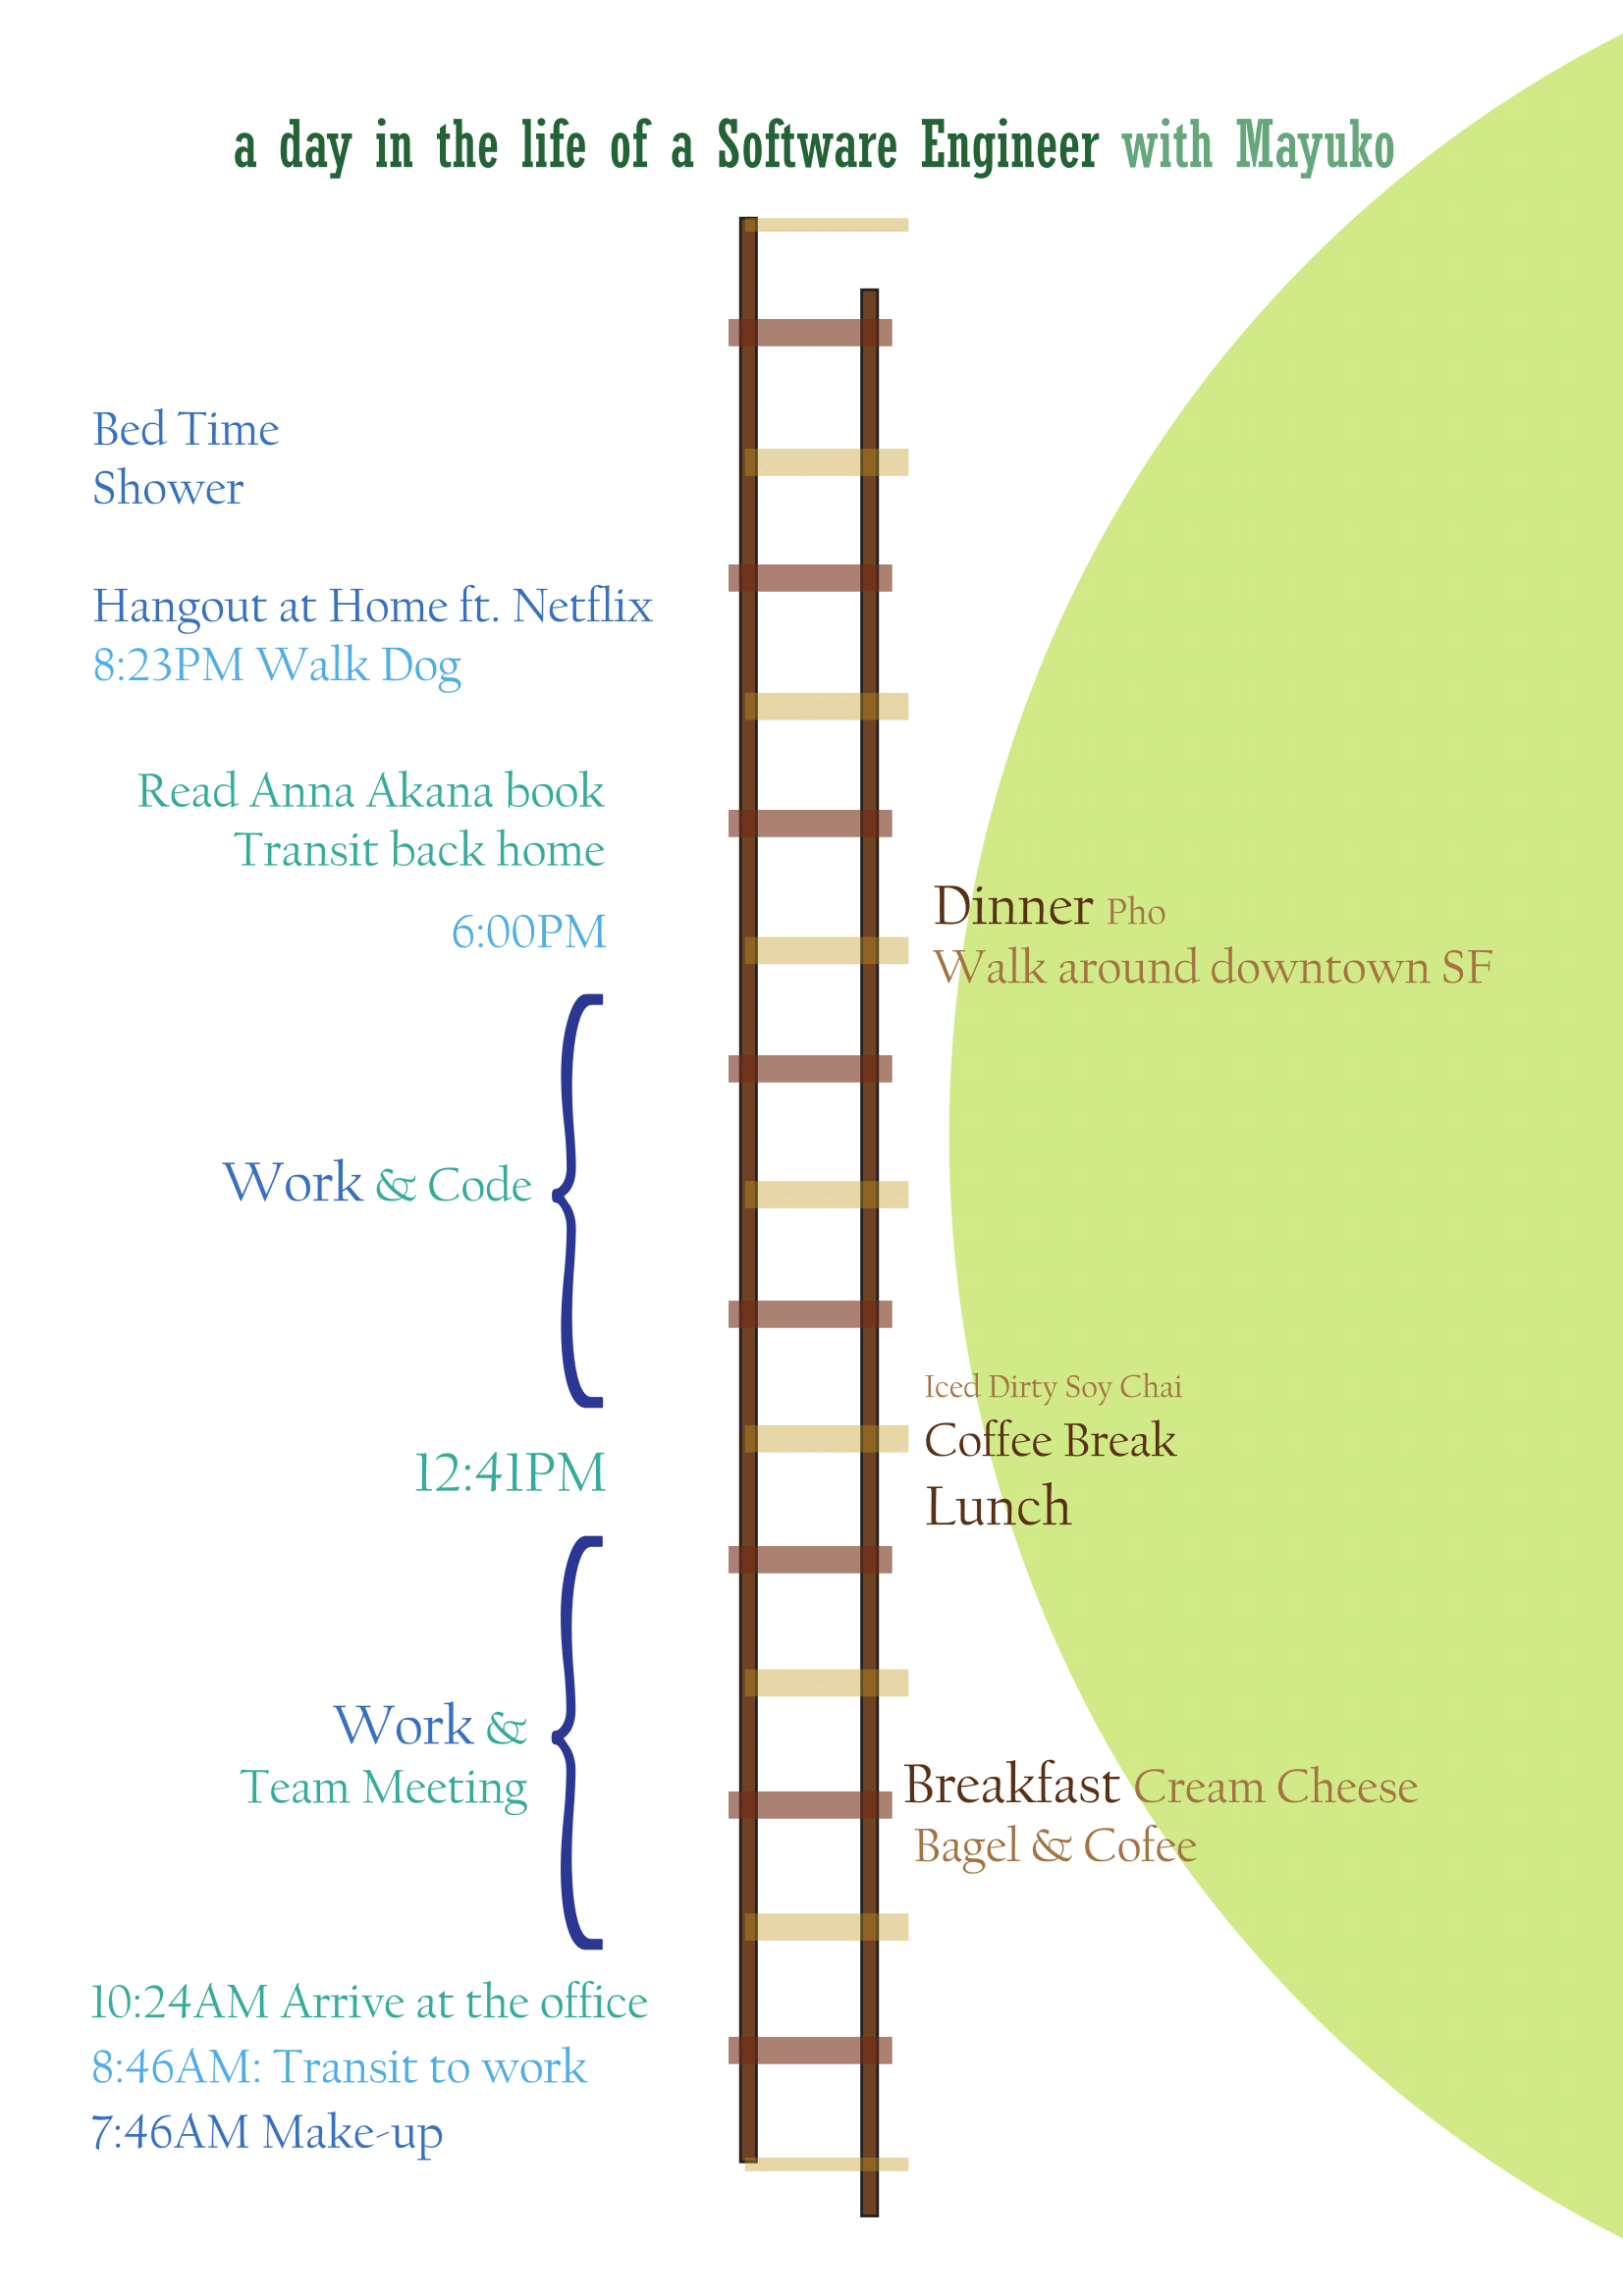 a day in the life of a Software Engineer with Mayuko
Bed Time
Shower
Hangout at Home ft. Netflix
8:23PM Walk Dog
Read Anna Akana book
Transit back home
6:00PM
Dinner Pho
Walk around downtown SF
Work & Code
Iced Dirty Soy Chai
Coffee Break
Lunch
12:41PM
Work &
Team Meeting
Breakfast Cream Cheese
Bagel & Cofee
10:24AM Arrive at the office
8:46AM: Transit to work
7:46AM Make-up